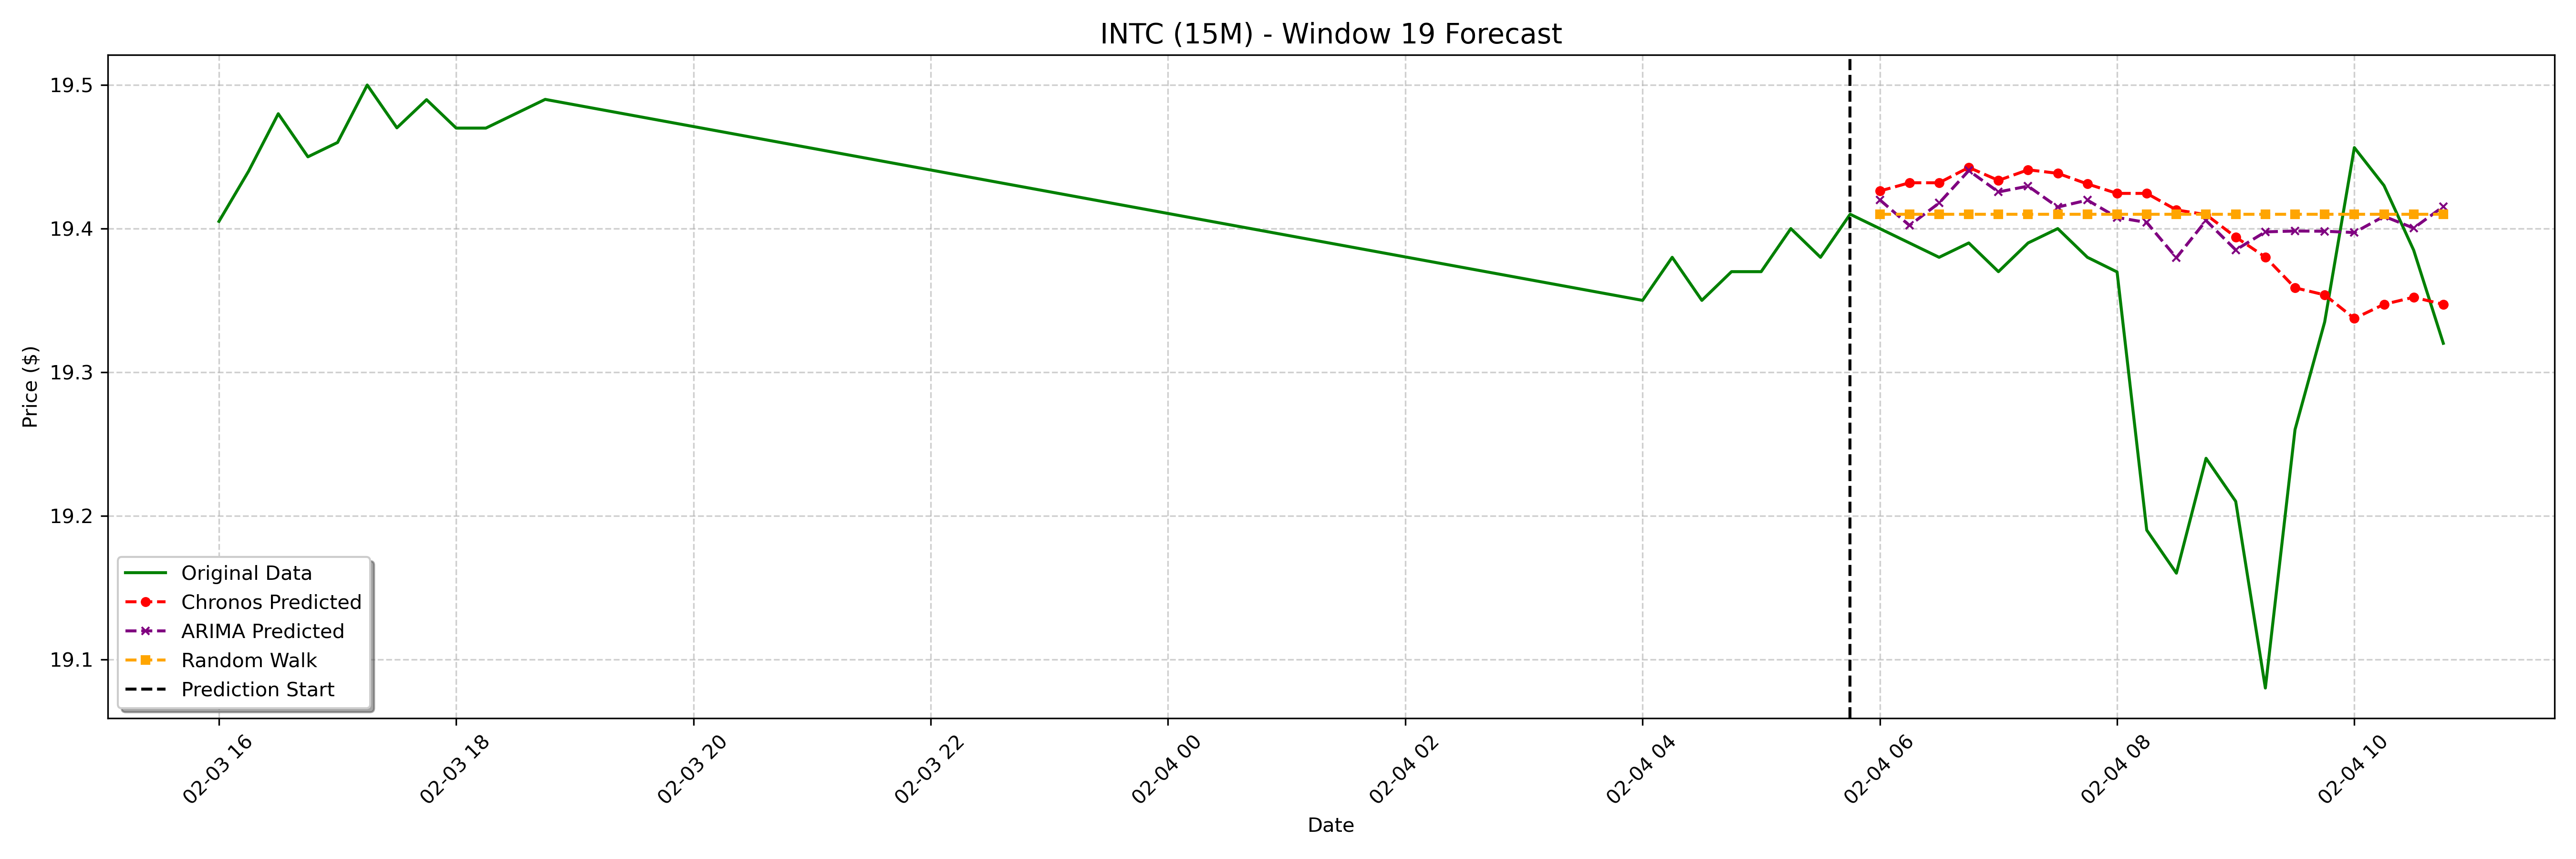 INTC (15M) - Window 19 Forecast
Price ($)
19.5
19.4
19.3
19.2
19.1
Original Data
Chronos Predicted
ARIMA Predicted
Random Walk
Prediction Start
02-03 16
02-03 18
02-03 20
02-03 22
02-04 00
02-04 02
02-04 04
02-04 06
02-04 08
02-04 10
Date